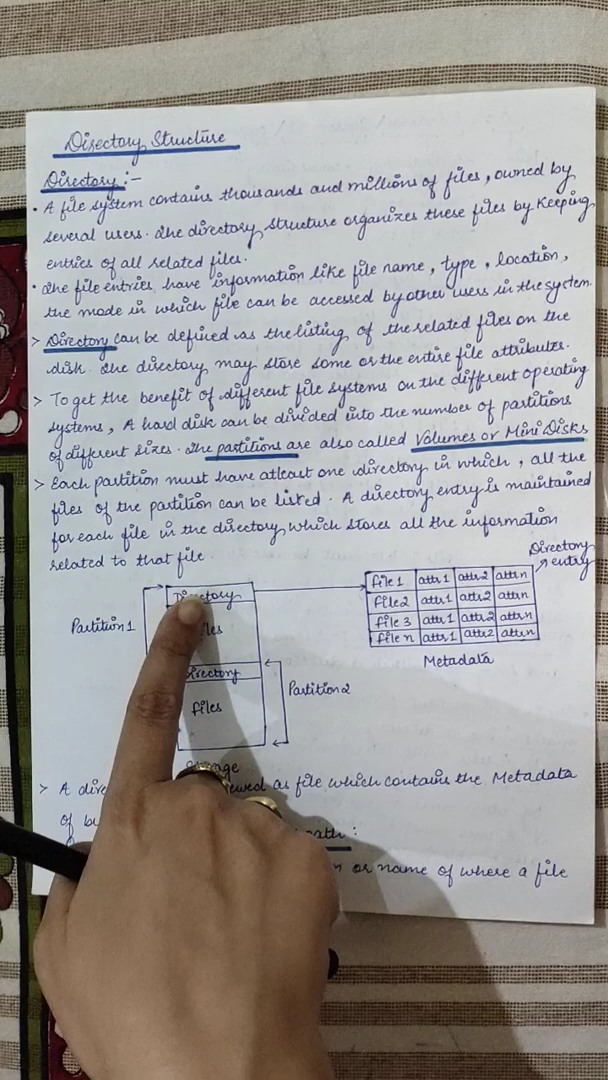 Directory Structure
Directory :-
• A file system contains thousands and millions of files, owned by
several users. The directory structure organizes these files by keeping
entries of all related files.
• The file entries have information like file name, type, location,
the mode in which file can be accessed by other users in the system.
> Directory can be defined as the listing of the related files on the
disk. The directory may store some or the entire file attributes.
> To get the benefit of different file systems on the different operating
systems, A hard disk can be divided into the number of partitions
of different sizes. The partitions are also called Volumes or Mini Disks
> Each partition must have atleast one directory in which, all the
files of the partition can be listed. A directory entry is maintained
for each file in the directory which stores all the information
related to that file.
Directory
entry
Partition 1
Directory
file 1 attr 1 attr 2 attr n
file 2 attr 1 attr 2 attr n
file 3 attr 1 attr 2 attr n
file n attr 1 attr 2 attr n
Metadata
Directory
files
Partition 2
> A as file which contains the Metadata
of
:
or name of where a file